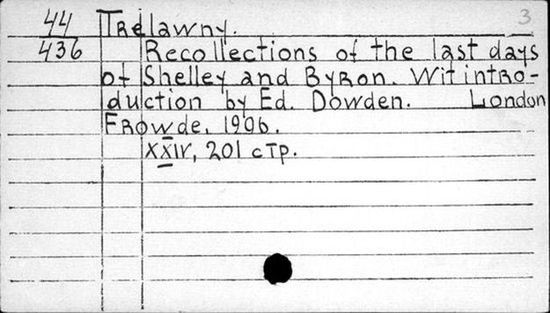 44 Trelawny. 3
436 Recollections of the last days
of Shelley and Byron. Wit intro-
duction by Ed. Dowden. London
Frowde, 1906.
XXIV, 201 стр.